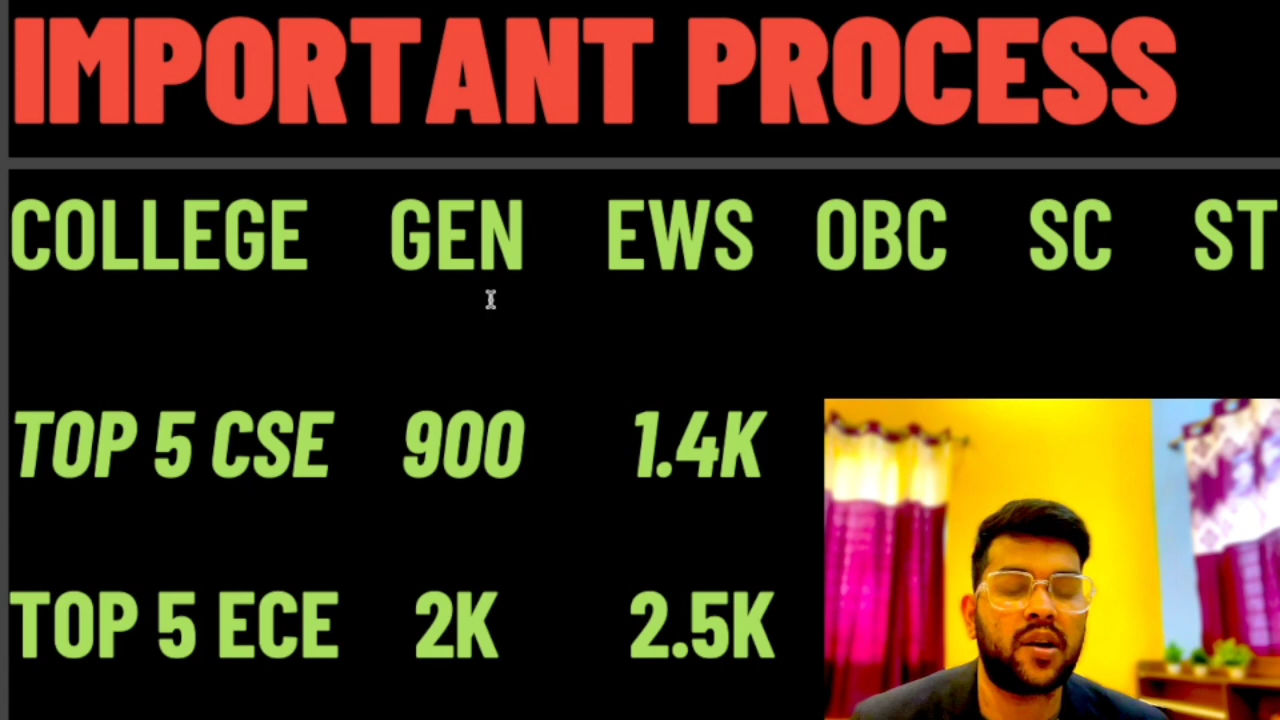 IMPORTANT PROCESS
COLLEGE GEN EWS OBC SC ST
TOP 5 CSE 900 1.4K
TOP 5 ECE 2K 2.5K